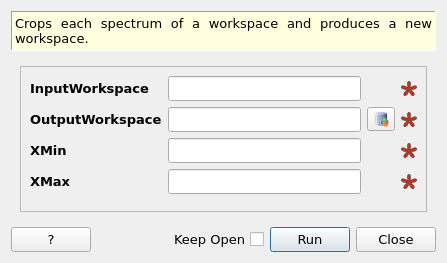 Crops each spectrum of a workspace and produces a new
workspace.
InputWorkspace
OutputWorkspace
XMin
XMax
? Keep Open Run Close